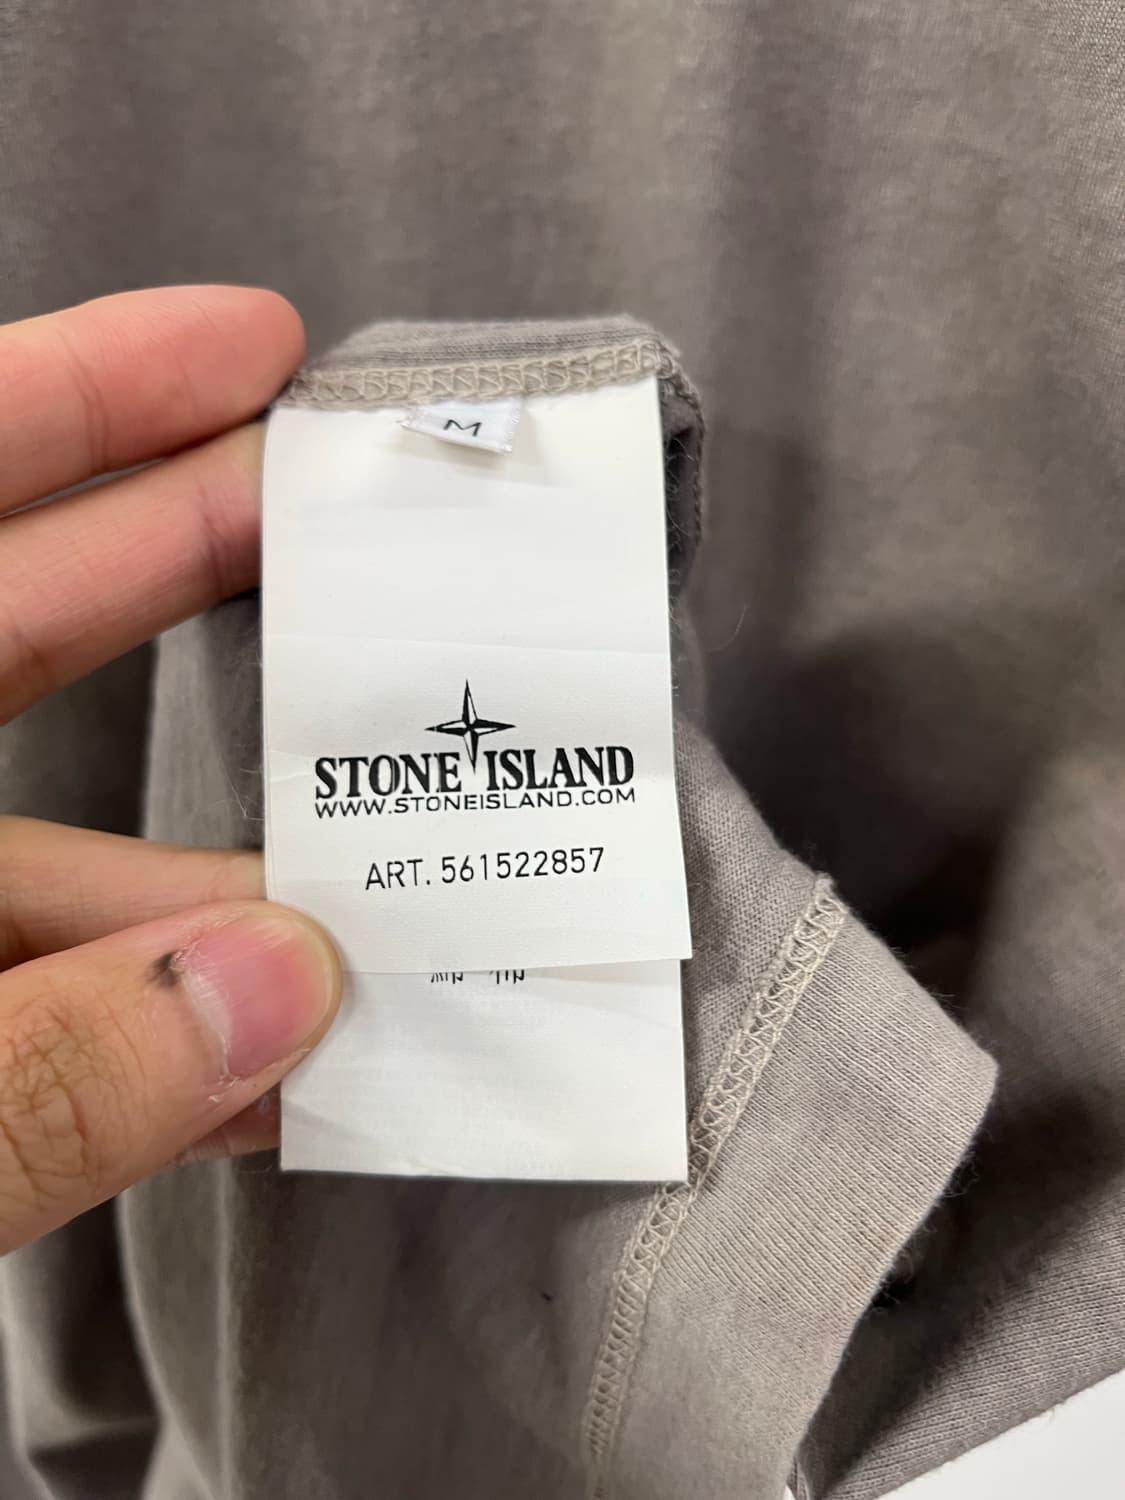 M
STONE ISLAND
WWW.STONEISLAND.COM
ART. 561522857